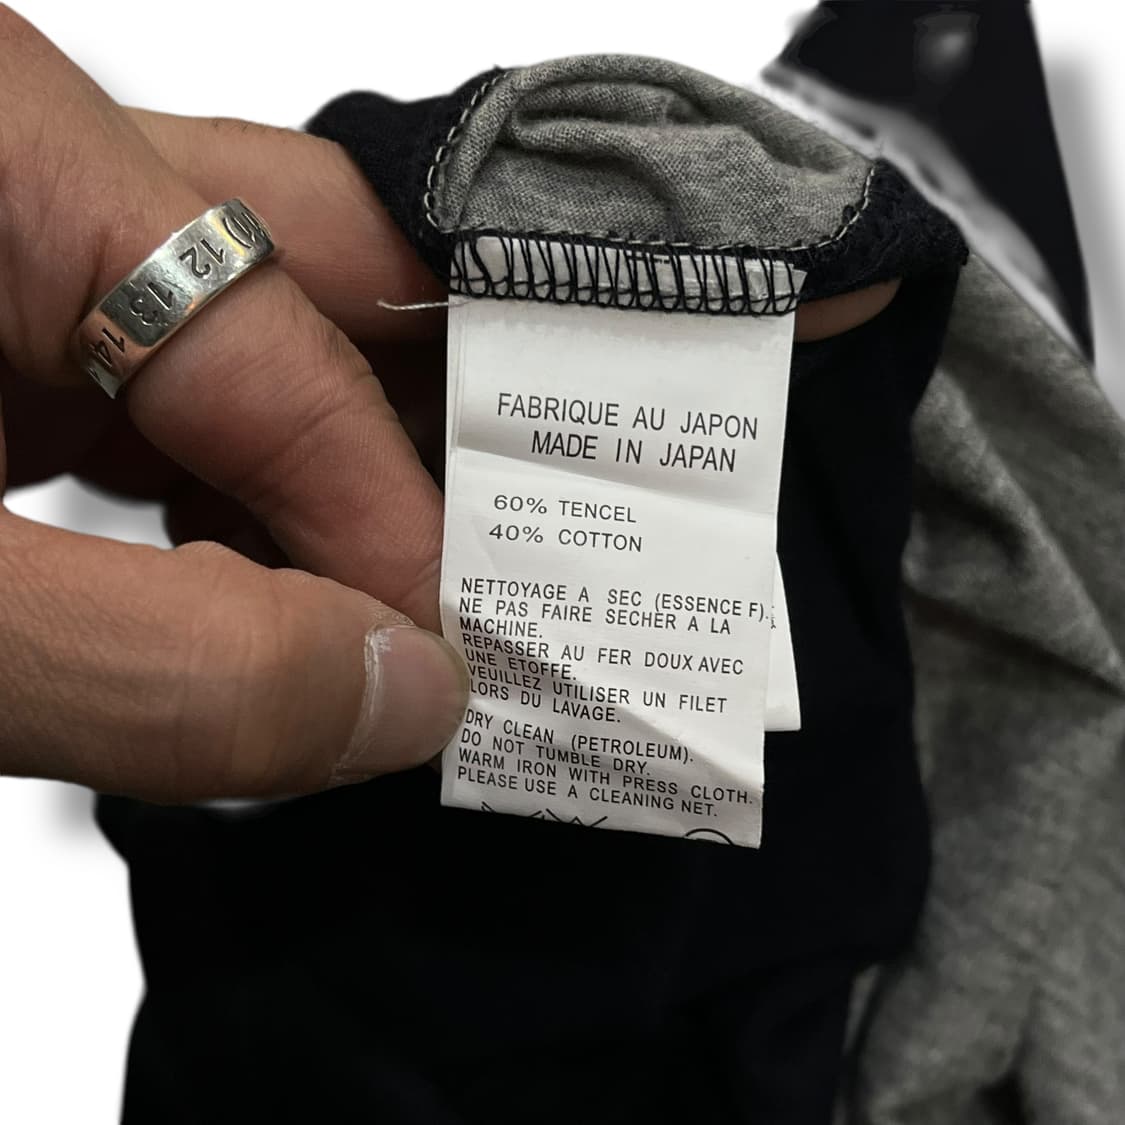 12
13
14
FABRIQUE AU JAPON
MADE IN JAPAN
60% TENCEL
40% COTTON
NETTOYAGE A SEC (ESSENCE F).
NE PAS FAIRE SECHER A LA
MACHINE.
REPASSER AU FER DOUX AVEC
UNE ETOFFE.
VEUILLEZ UTILISER UN FILET
LORS DU LAVAGE.
DRY CLEAN (PETROLEUM).
DO NOT TUMBLE DRY.
WARM IRON WITH PRESS CLOTH.
PLEASE USE A CLEANING NET.